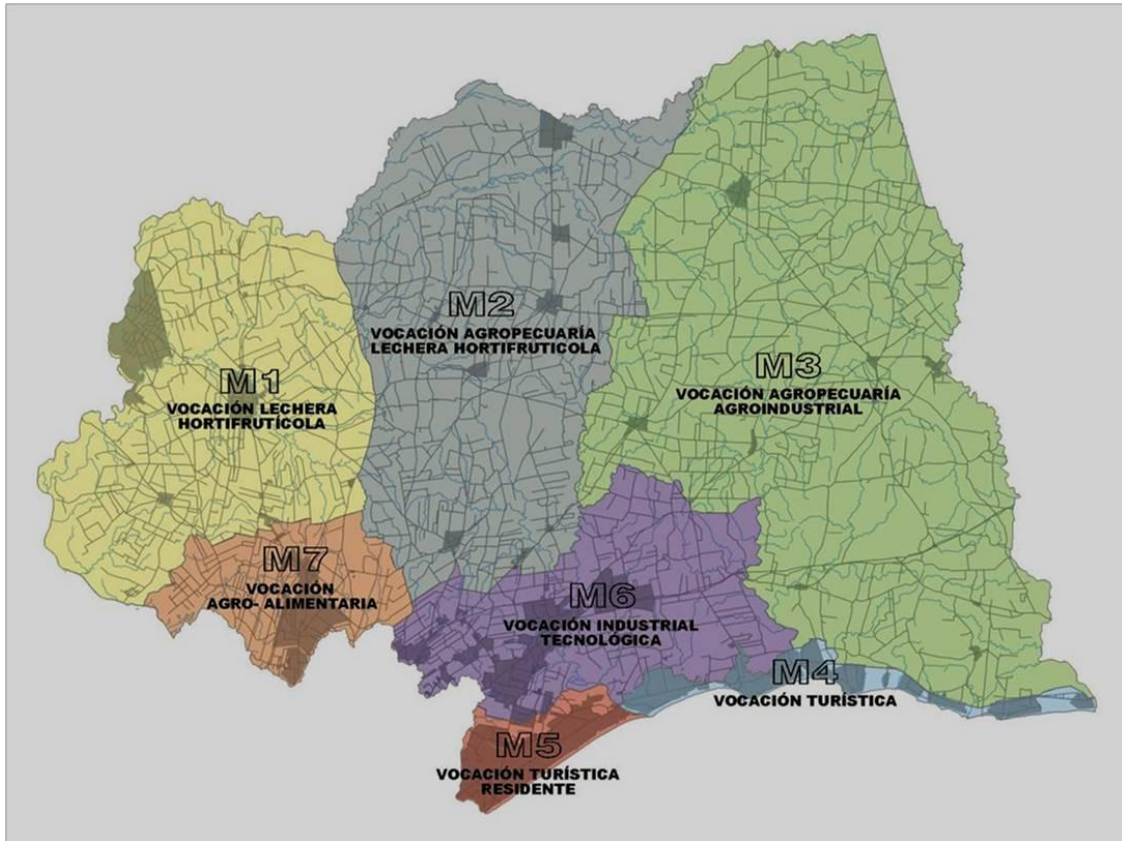 M2
VOCACIÓN AGROPECUARÍA
LECHERA HORTIFRUTICOLA
M3
VOCACIÓN AGROPECUARÍA
AGROINDUSTRIAL
M1
VOCACIÓN LECHERA
HORTIFRUTÍCOLA
M7
VOCACIÓN
AGRO- ALIMENTARIA
M6
VOCACIÓN INDUSTRIAL
TECNOLÓGICA
M4
VOCACIÓN TURÍSTICA
M5
VOCACIÓN TURÍSTICA
RESIDENTE